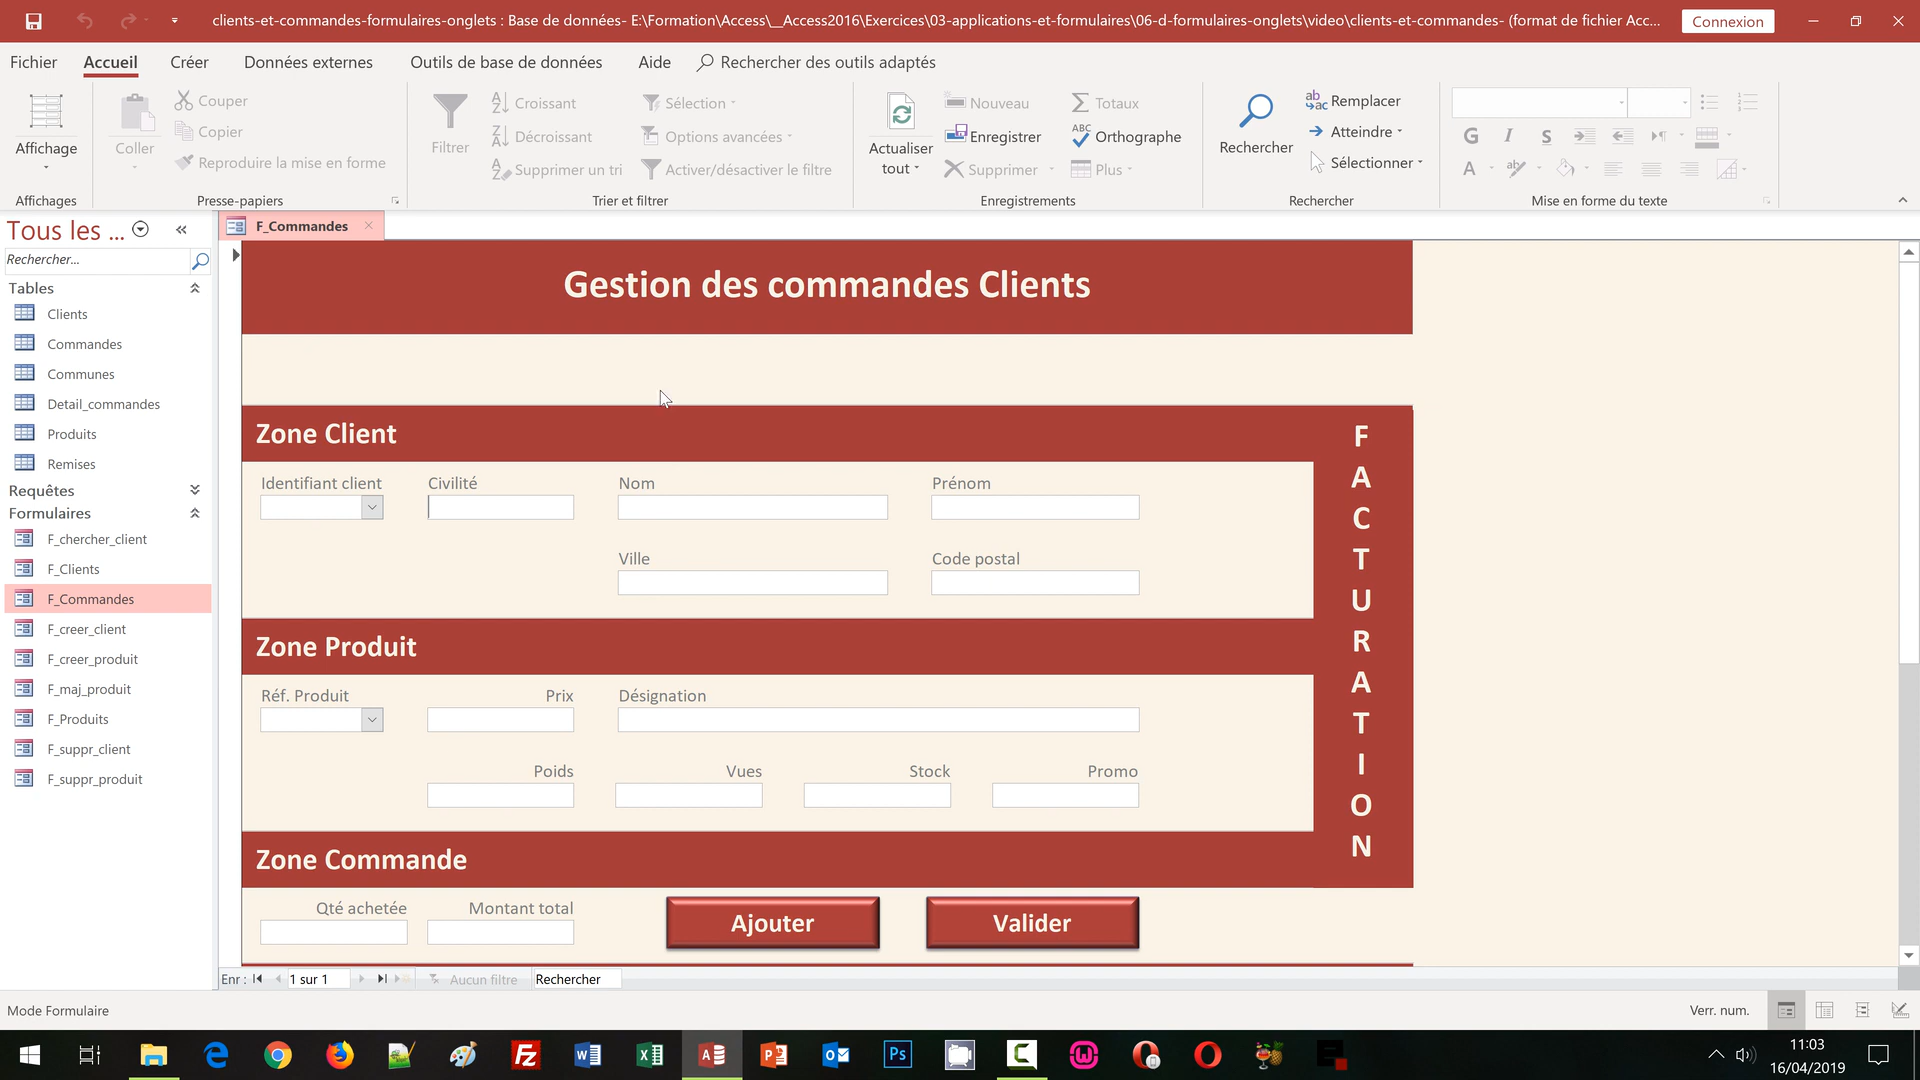 clients-et-commandes-formulaires-onglets : Base de données- E:\Formation\Access\__Access2016\Exercices\03-applications-et-formulaires\06-d-formulaires-onglets\video\clients-et-commandes- (format de fichier Acc...
Connexion
Fichier Accueil Créer Données externes Outils de base de données Aide Rechercher des outils adaptés
Affichage
Affichages
Coller
Couper
Copier
Reproduire la mise en forme
Presse-papiers
Filtrer
Croissant
Décroissant
Supprimer un tri
Sélection
Options avancées
Activer/désactiver le filtre
Trier et filtrer
Actualiser
tout
Nouveau
Enregistrer
Supprimer
Totaux
Orthographe
Plus
Enregistrements
Rechercher
Remplacer
Atteindre
Sélectionner
Rechercher
G I S
A
Mise en forme du texte
Tous les ...
Rechercher...
Tables
Clients
Commandes
Communes
Detail_commandes
Produits
Remises
Requêtes
Formulaires
F_chercher_client
F_Clients
F_Commandes
F_creer_client
F_creer_produit
F_maj_produit
F_Produits
F_suppr_client
F_suppr_produit
F_Commandes
Gestion des commandes Clients
Zone Client
Identifiant client Civilité Nom Prénom
Ville Code postal
Zone Produit
Réf. Produit Prix Désignation
Poids Vues Stock Promo
Zone Commande
Qté achetée Montant total
Ajouter Valider
F
A
C
T
U
R
A
T
I
O
N
Enr : 1 sur 1 Aucun filtre Rechercher
Mode Formulaire
Verr. num.
11:03
16/04/2019